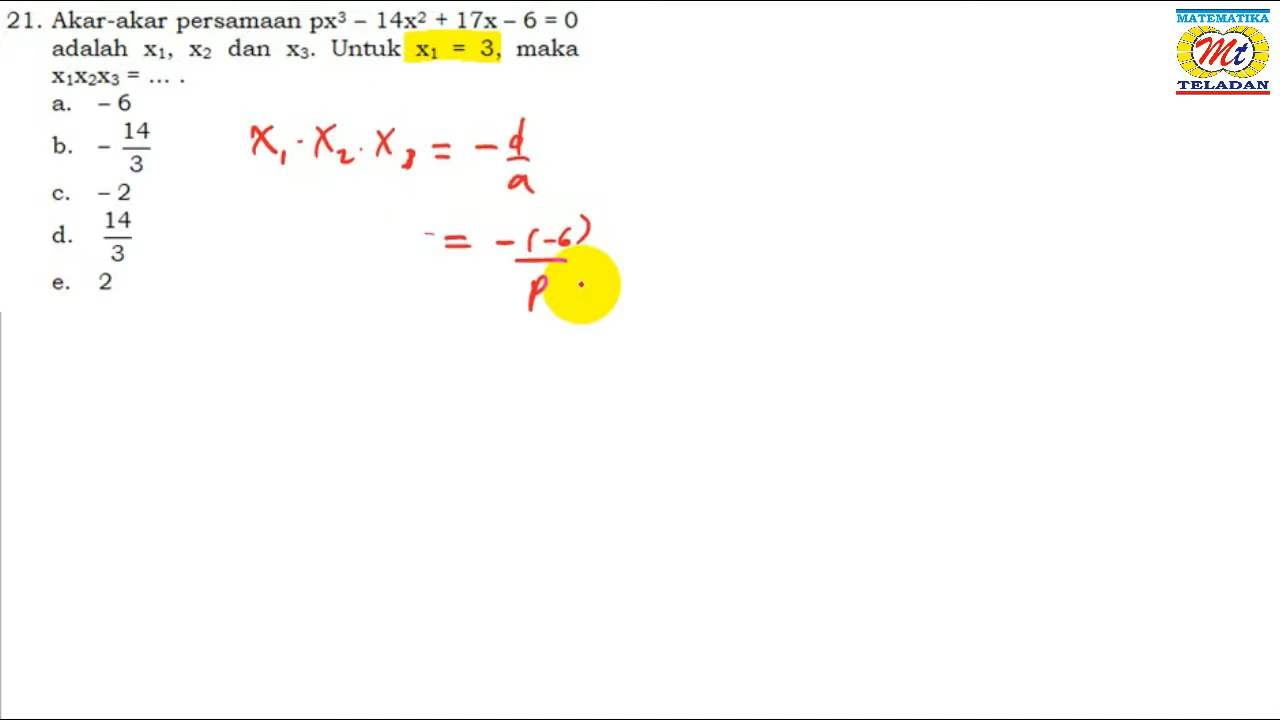 21. Akar-akar persamaan px³ – 14x² + 17x – 6 = 0
adalah x₁, x₂ dan x₃. Untuk x₁ = 3, maka
x₁x₂x₃ = ... .
a. – 6
b. – 14/3
c. – 2
d. 14/3
e. 2
x₁ · x₂ · x₃ = – d/a
= –(–6)/p
MATEMATIKA
Mt
TELADAN